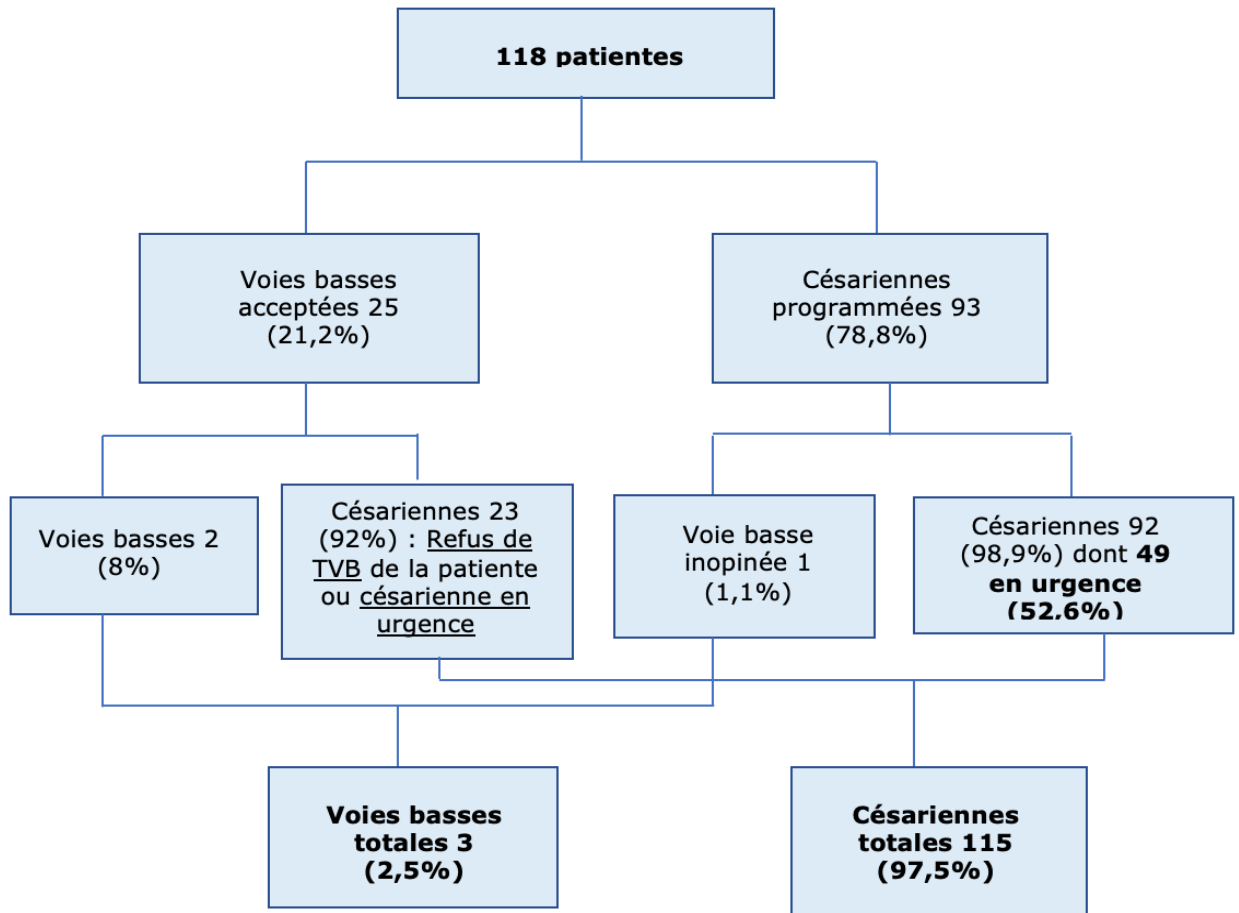 118 patientes
Voies basses
acceptées 25
(21,2%)
Césariennes
programmées 93
(78,8%)
Voies basses 2
(8%)
Césariennes 23
(92%) : Refus de
TVB de la patiente
ou césarienne en
urgence
Voie basse
inopinée 1
(1,1%)
Césariennes 92
(98,9%) dont 49
en urgence
(52,6%)
Voies basses
totales 3
(2,5%)
Césariennes
totales 115
(97,5%)